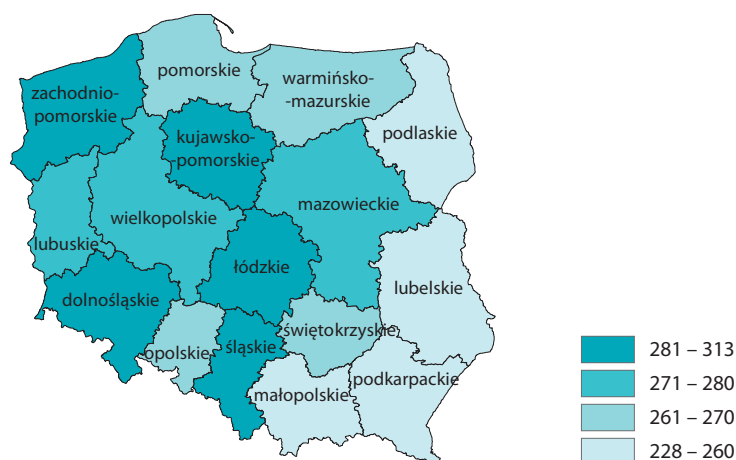 pomorskie
warmińsko-
-mazurskie
zachodnio-
pomorskie
podlaskie
kujawsko-
pomorskie
mazowieckie
wielkopolskie
lubuskie
łódzkie
lubelskie
dolnośląskie
świętokrzyskie
opolskie
śląskie
podkarpackie
małopolskie
281 – 313
271 – 280
261 – 270
228 – 260